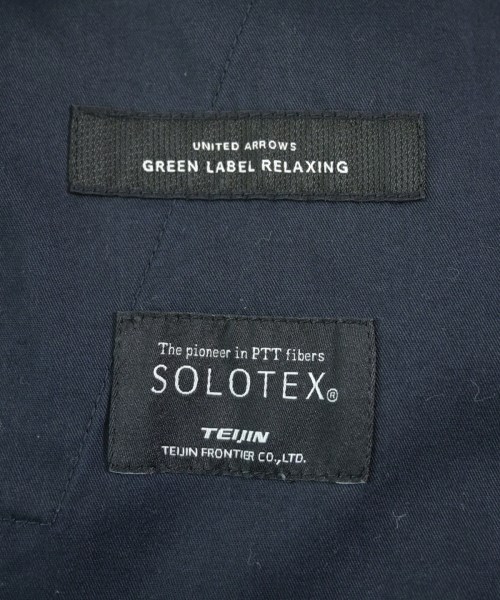 UNITED ARROWS
GREEN LABEL RELAXING
The pioneer in PTT fibers
SOLOTEX®
TEIJIN
TEIJIN FRONTIER CO.,LTD.